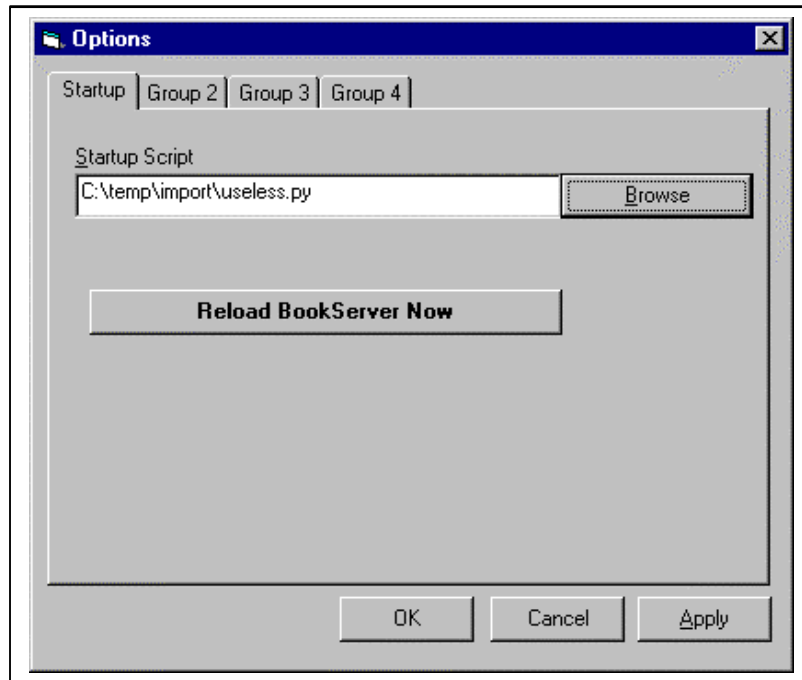 Options
Startup Group 2 Group 3 Group 4
Startup Script
C:\temp\import\useless.py Browse
Reload BookServer Now
OK Cancel Apply